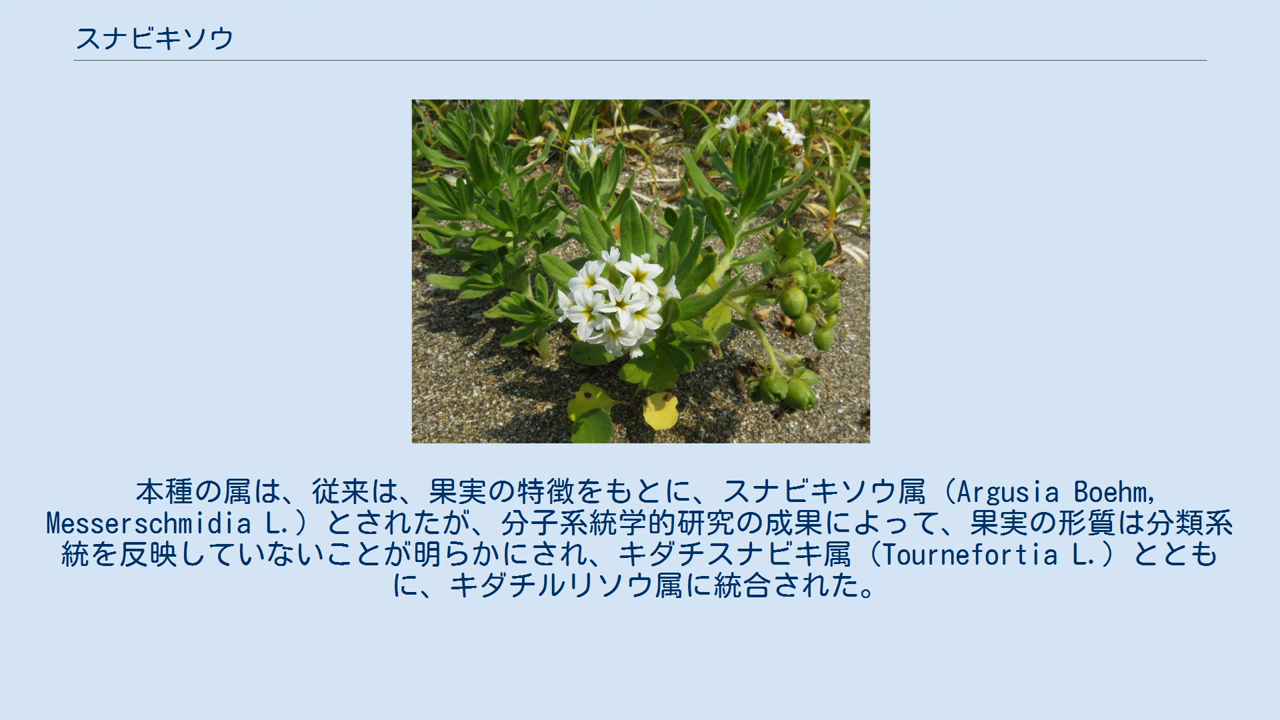 スナビキソウ
本種の属は、従来は、果実の特徴をもとに、スナビキソウ属（Argusia Boehm,
Messerschmidia L.）とされたが、分子系統学的研究の成果によって、果実の形質は分類系
統を反映していないことが明らかにされ、キダチスナビキ属（Tournefortia L.）ととも
に、キダチルリソウ属に統合された。